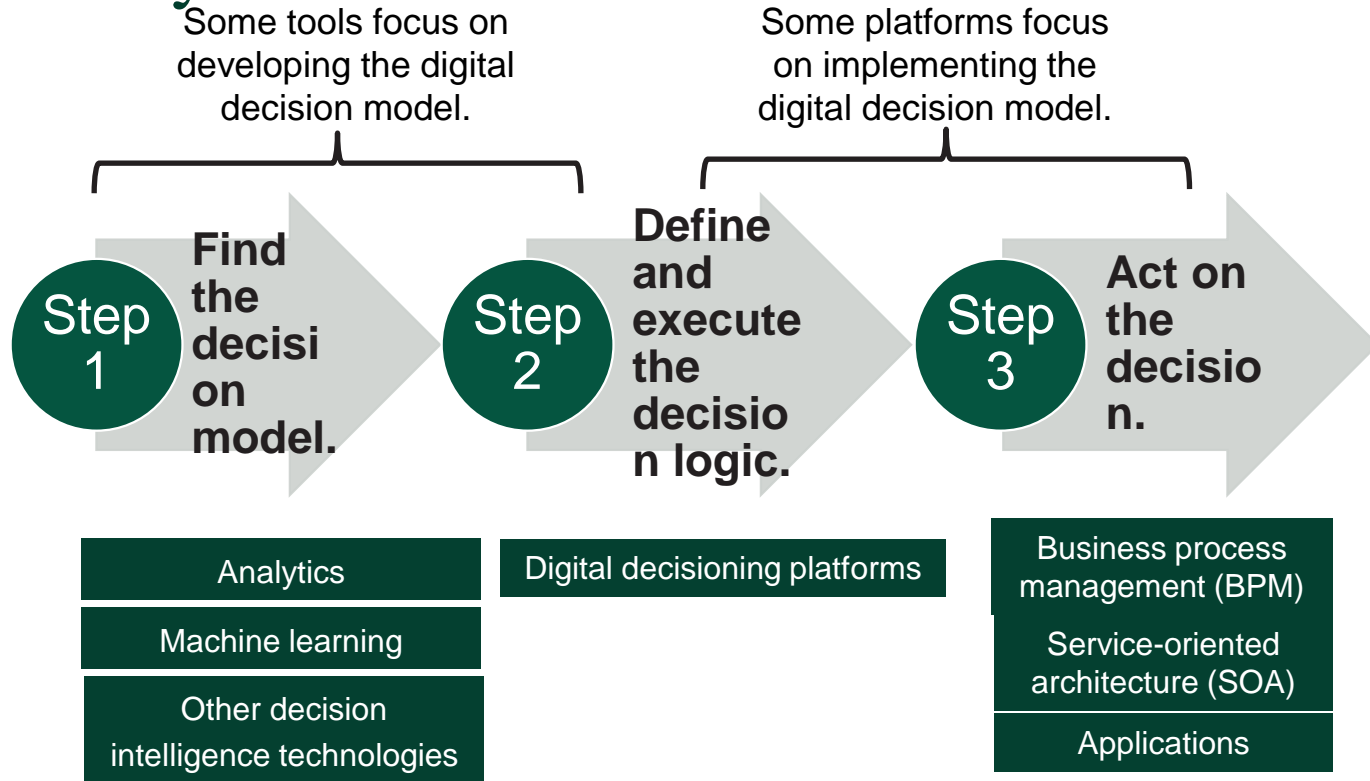 Some tools focus on
developing the digital
decision model.
Some platforms focus
on implementing the
digital decision model.
Step
1
Find
the
decisi
on
model.
Step
2
Define
and
execute
the
decisio
n logic.
Step
3
Act on
the
decisio
n.
Analytics
Machine learning
Other decision
intelligence technologies
Digital decisioning platforms
Business process
management (BPM)
Service-oriented
architecture (SOA)
Applications